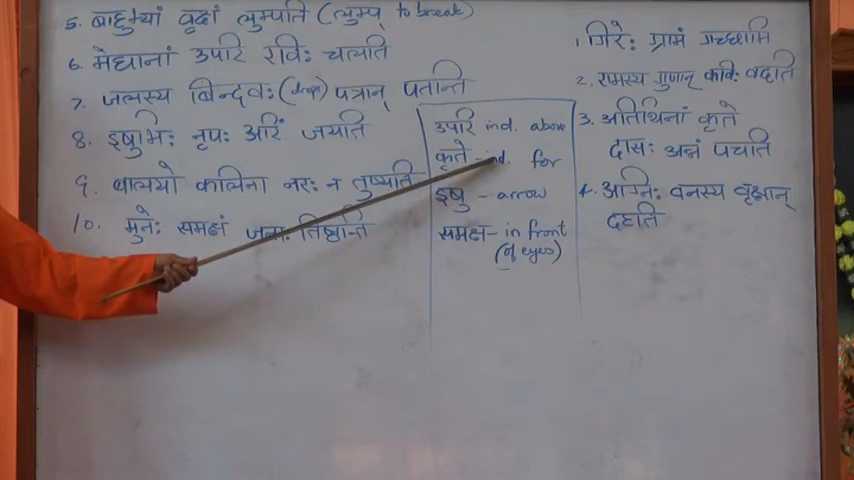 1. गिरेः ग्रामं गच्छामि
2. रामस्य गुणान् कविः वदति
3. अतिथिनां कृते
दासः अन्नं पचति
4. अग्निः वनस्य वृक्षान्
दहति
5. बाहुभ्यां वृक्षं लुम्पति (लुम्प् to break)
6. मेघानां उपरि रविः चलति
7. जलस्य बिन्दवः (drops) पत्रान् पतान्ति
8. इषुभिः नृपः अरिं जयति
9. कलिना नरः न तुष्यति
10. मुनेः समक्षं जनाः तिष्ठन्ति
उपरि ind. above
कृते - ind. for
इषु - arrow
समक्ष - in front
(of eyes)